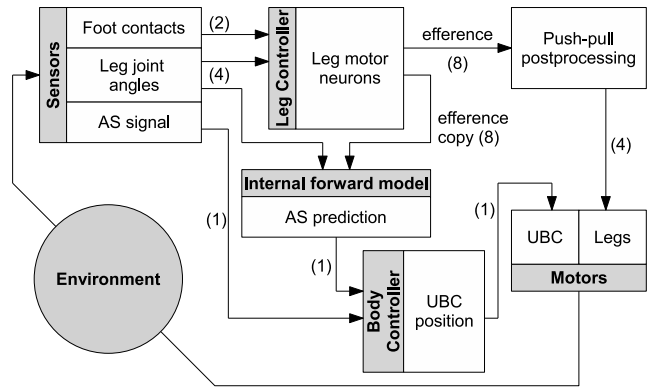 Sensors
Foot contacts
Leg joint
angles
AS signal
(2)
(4)
Leg Controller
Leg motor
neurons
efference
(8)
Push-pull
postprocessing
efference
copy (8)
(4)
Internal forward model
AS prediction
(1)
(1)
(1)
Body
Controller
UBC
position
UBC
Legs
Motors
Environment